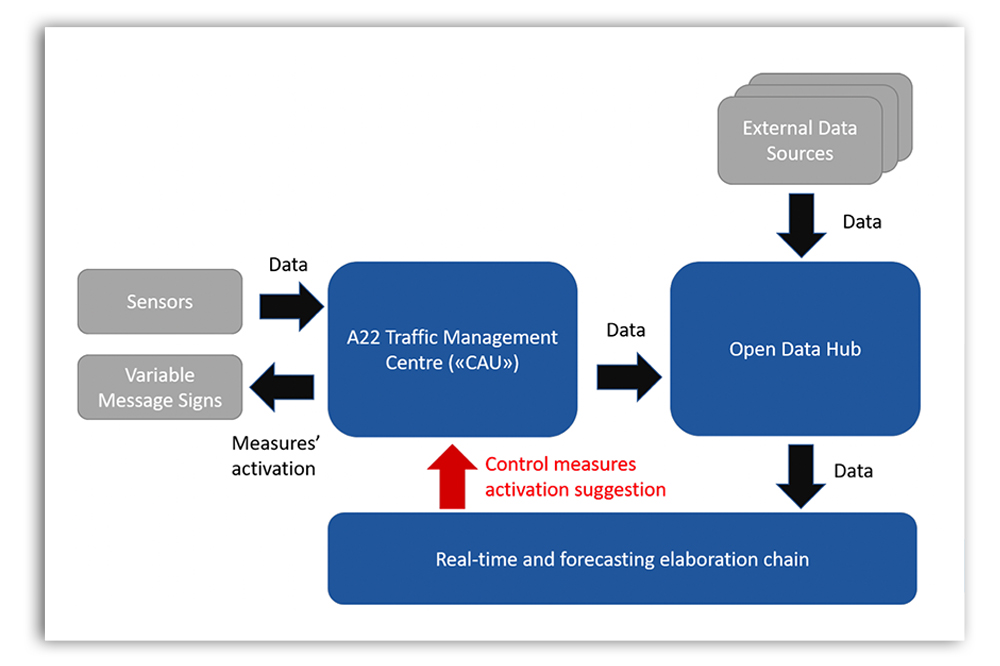 External Data
Sources
Data
Data
Sensors
A22 Traffic Management
Centre («CAU»)
Data
Open Data Hub
Variable
Message Signs
Measures’
activation
Control measures
activation suggestion
Data
Real-time and forecasting elaboration chain